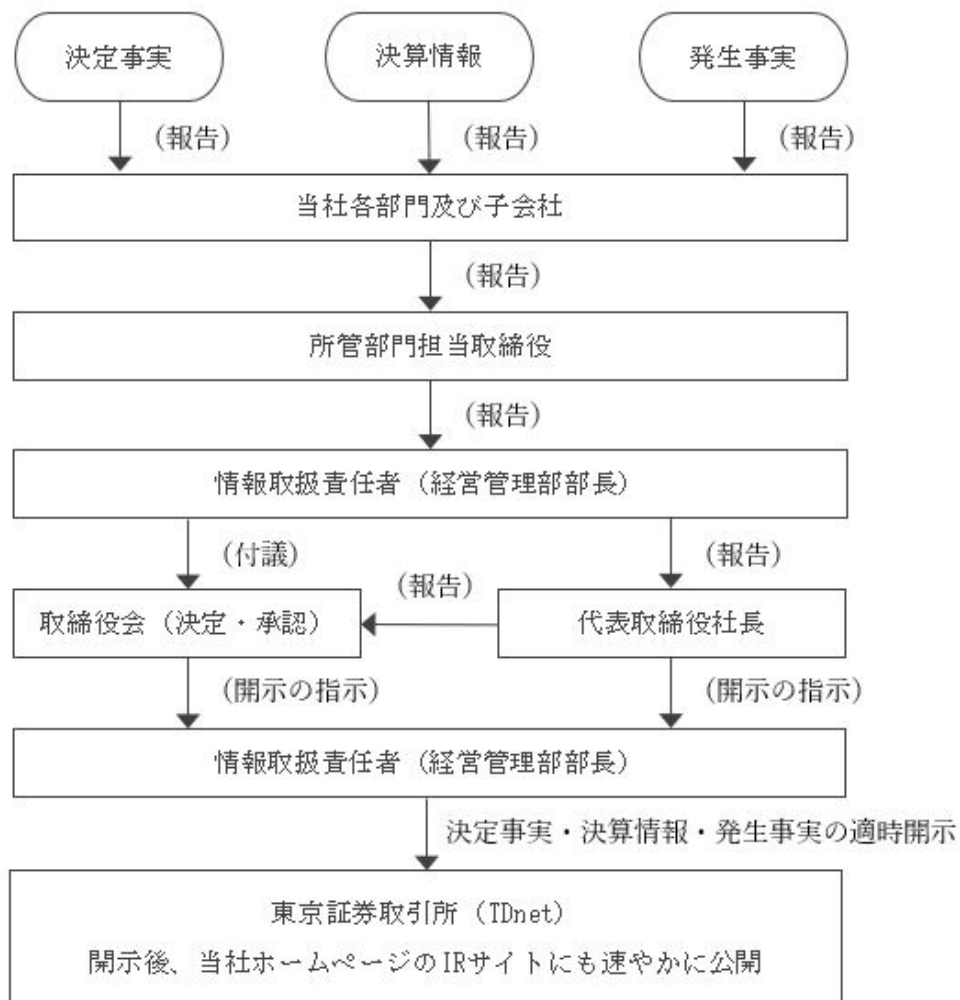 決定事実
決算情報
発生事実
(報告)
(報告)
(報告)
当社各部門及び子会社
(報告)
所管部門担当取締役
(報告)
情報取扱責任者（経営管理部部長）
(付議)
(報告)
(報告)
取締役会（決定・承認）
代表取締役社長
(開示の指示)
(開示の指示)
情報取扱責任者（経営管理部部長）
決定事実・決算情報・発生事実の適時開示
東京証券取引所（TDnet）
開示後、当社ホームページのIRサイトにも速やかに公開